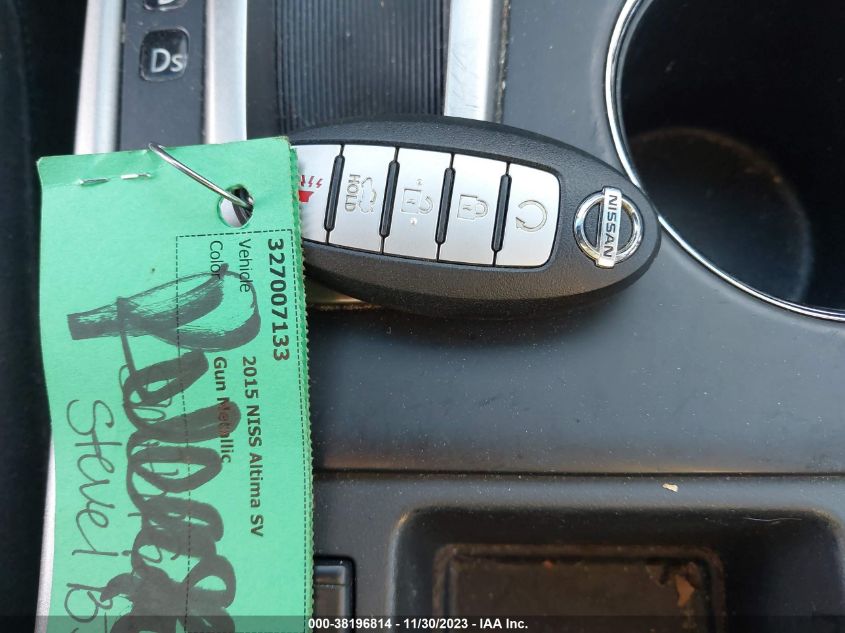 Ds
HOLD
NISSAN
327007133
Vehicle 2015 NISS Altima SV
Color Gun Metallic
000-38196814 - 11/30/2023 - IAA Inc.